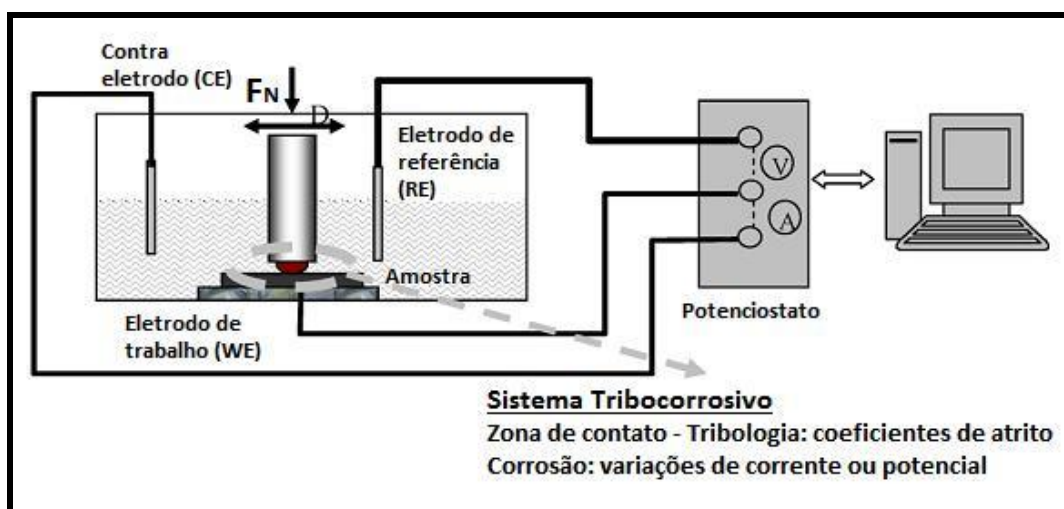 Contra
eletrodo (CE)
FN
D
Eletrodo de
referência
(RE)
V
A
Amostra
Potenciostato
Eletrodo de
trabalho (WE)
Sistema Tribocorrosivo
Zona de contato - Tribologia: coeficientes de atrito
Corrosão: variações de corrente ou potencial